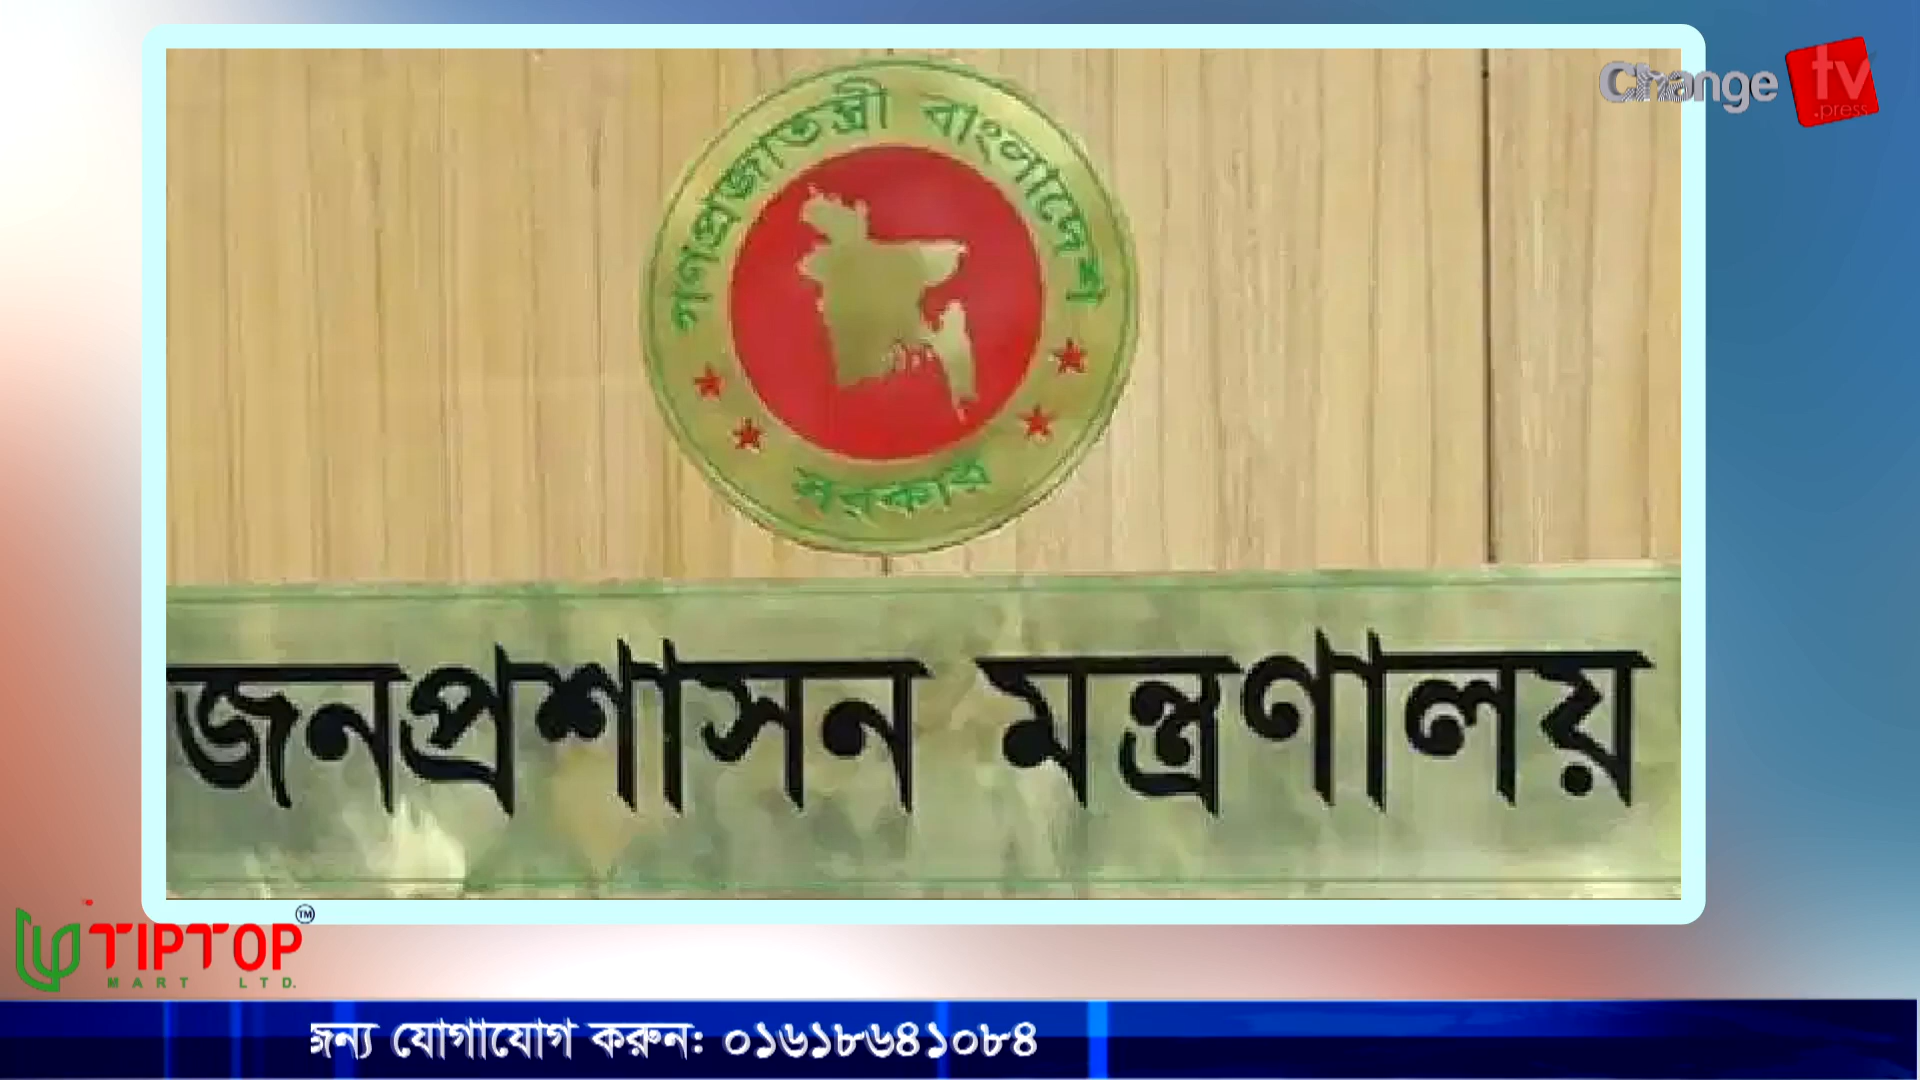 Change tv
.press
গণপ্রজাতন্ত্রী বাংলাদেশ
সরকার
জনপ্রশাসন মন্ত্রণালয়
TIPTOP TM
MART LTD.
জন্য যোগাযোগ করুন: ০১৬১৮৬৪১০৮৪